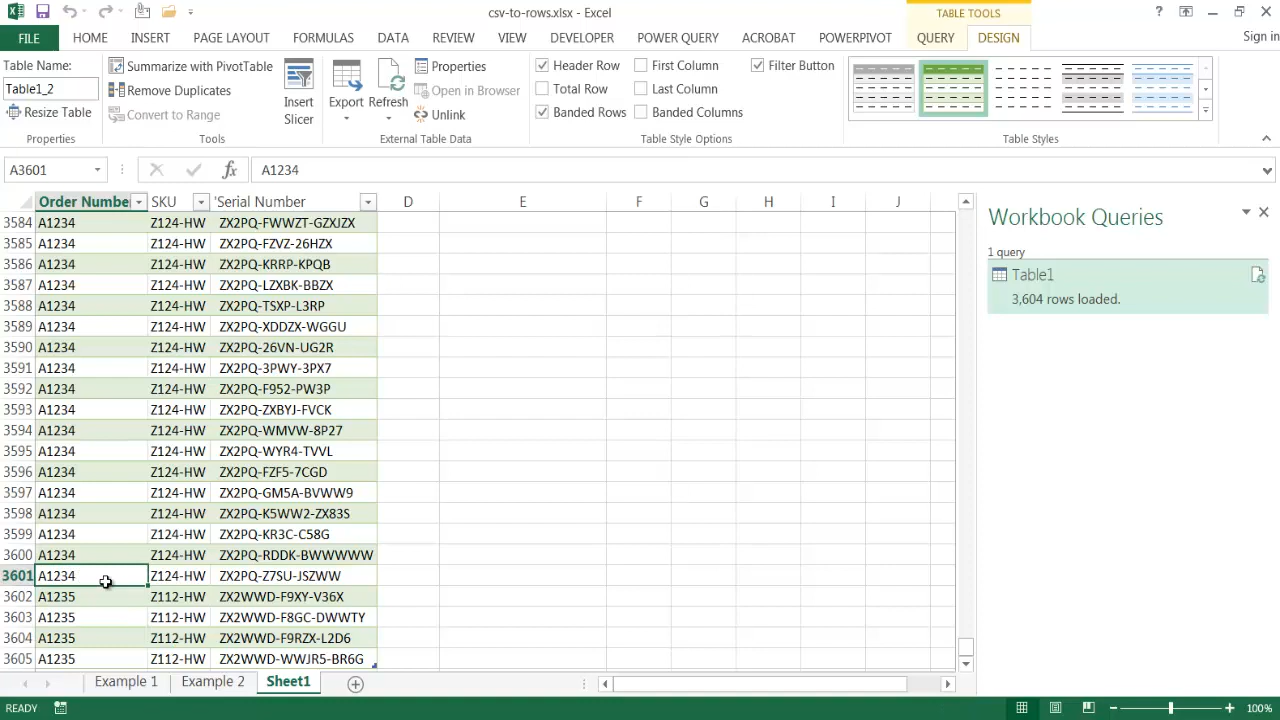 csv-to-rows.xlsx - Excel
TABLE TOOLS
?
FILE
HOME
INSERT
PAGE LAYOUT
FORMULAS
DATA
REVIEW
VIEW
DEVELOPER
POWER QUERY
ACROBAT
POWERPIVOT
QUERY
DESIGN
Sign in
Table Name:
Table1_2
Resize Table
Properties
Summarize with PivotTable
Remove Duplicates
Convert to Range
Tools
Insert Slicer
Export
Refresh
Properties
Open in Browser
Unlink
External Table Data
Header Row
Total Row
Banded Rows
First Column
Last Column
Banded Columns
Filter Button
Table Style Options
Table Styles
A3601
fx
A1234
Order Numbe
SKU
'Serial Number
D E F G H I J
3584 A1234 Z124-HW ZX2PQ-FWWZT-GZXJZX
3585 A1234 Z124-HW ZX2PQ-FZVZ-26HZX
3586 A1234 Z124-HW ZX2PQ-KRRP-KPQB
3587 A1234 Z124-HW ZX2PQ-LZXBK-BBZX
3588 A1234 Z124-HW ZX2PQ-TSXP-L3RP
3589 A1234 Z124-HW ZX2PQ-XDDZX-WGGU
3590 A1234 Z124-HW ZX2PQ-26VN-UG2R
3591 A1234 Z124-HW ZX2PQ-3PWY-3PX7
3592 A1234 Z124-HW ZX2PQ-F952-PW3P
3593 A1234 Z124-HW ZX2PQ-ZXBYJ-FVCK
3594 A1234 Z124-HW ZX2PQ-WMVW-8P27
3595 A1234 Z124-HW ZX2PQ-WYR4-TVVL
3596 A1234 Z124-HW ZX2PQ-FZF5-7CGD
3597 A1234 Z124-HW ZX2PQ-GM5A-BVWW9
3598 A1234 Z124-HW ZX2PQ-K5WW2-ZX83S
3599 A1234 Z124-HW ZX2PQ-KR3C-C58G
3600 A1234 Z124-HW ZX2PQ-RDDK-BWWWWW
3601 A1234 Z124-HW ZX2PQ-Z7SU-JSZWW
3602 A1235 Z112-HW ZX2WWD-F9XY-V36X
3603 A1235 Z112-HW ZX2WWD-F8GC-DWWTY
3604 A1235 Z112-HW ZX2WWD-F9RZX-L2D6
3605 A1235 Z112-HW ZX2WWD-WWJR5-BR6G
Workbook Queries
1 query
Table1
3,604 rows loaded.
Example 1
Example 2
Sheet1
READY
100%